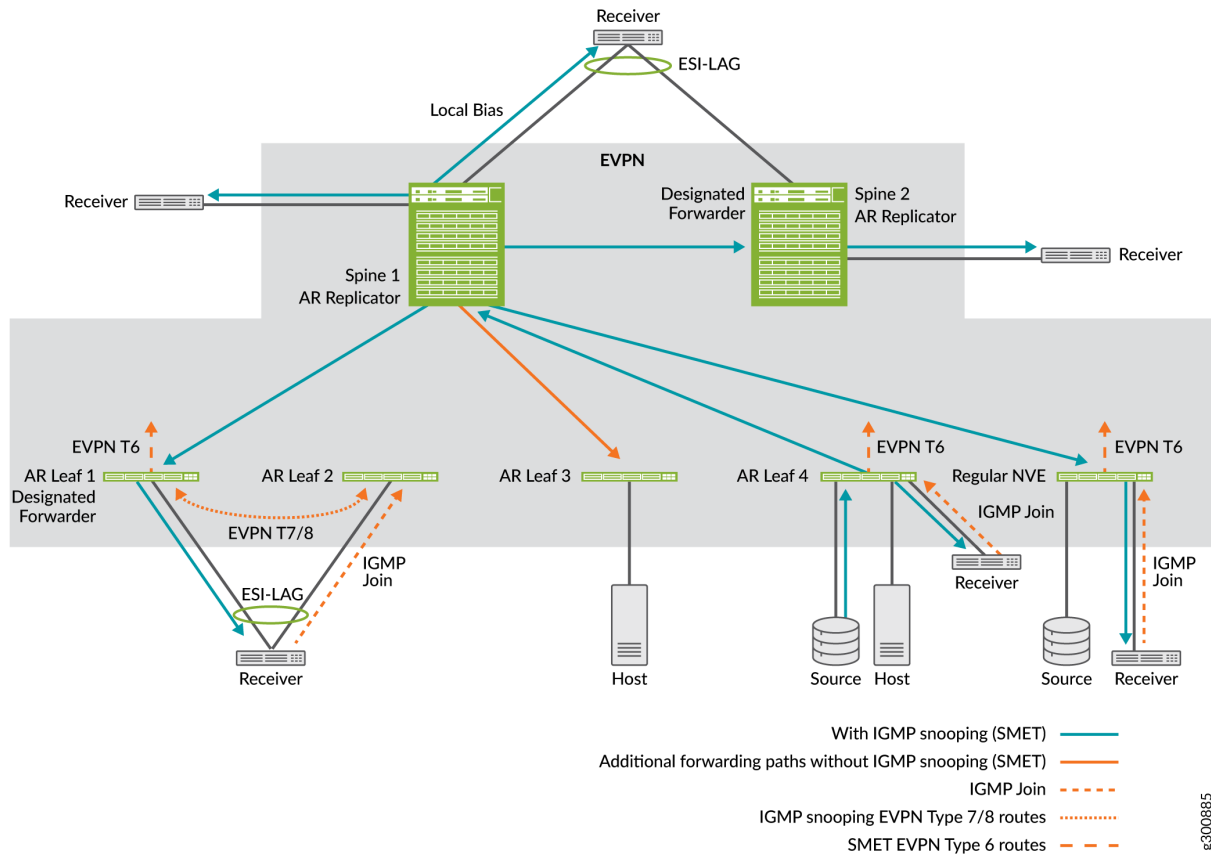 Receiver
ESI-LAG
Local Bias
EVPN
Receiver
Designated
Forwarder
Spine 2
AR Replicator
Receiver
Spine 1
AR Replicator
EVPN T6
EVPN T6
EVPN T6
AR Leaf 1
Designated
Forwarder
AR Leaf 2
AR Leaf 3
AR Leaf 4
Regular NVE
EVPN T7/8
IGMP
Join
IGMP Join
IGMP
Join
ESI-LAG
Receiver
Receiver
Host
Source
Host
Source
Receiver
With IGMP snooping (SMET)
Additional forwarding paths without IGMP snooping (SMET)
IGMP Join
IGMP snooping EVPN Type 7/8 routes
SMET EVPN Type 6 routes
g300885